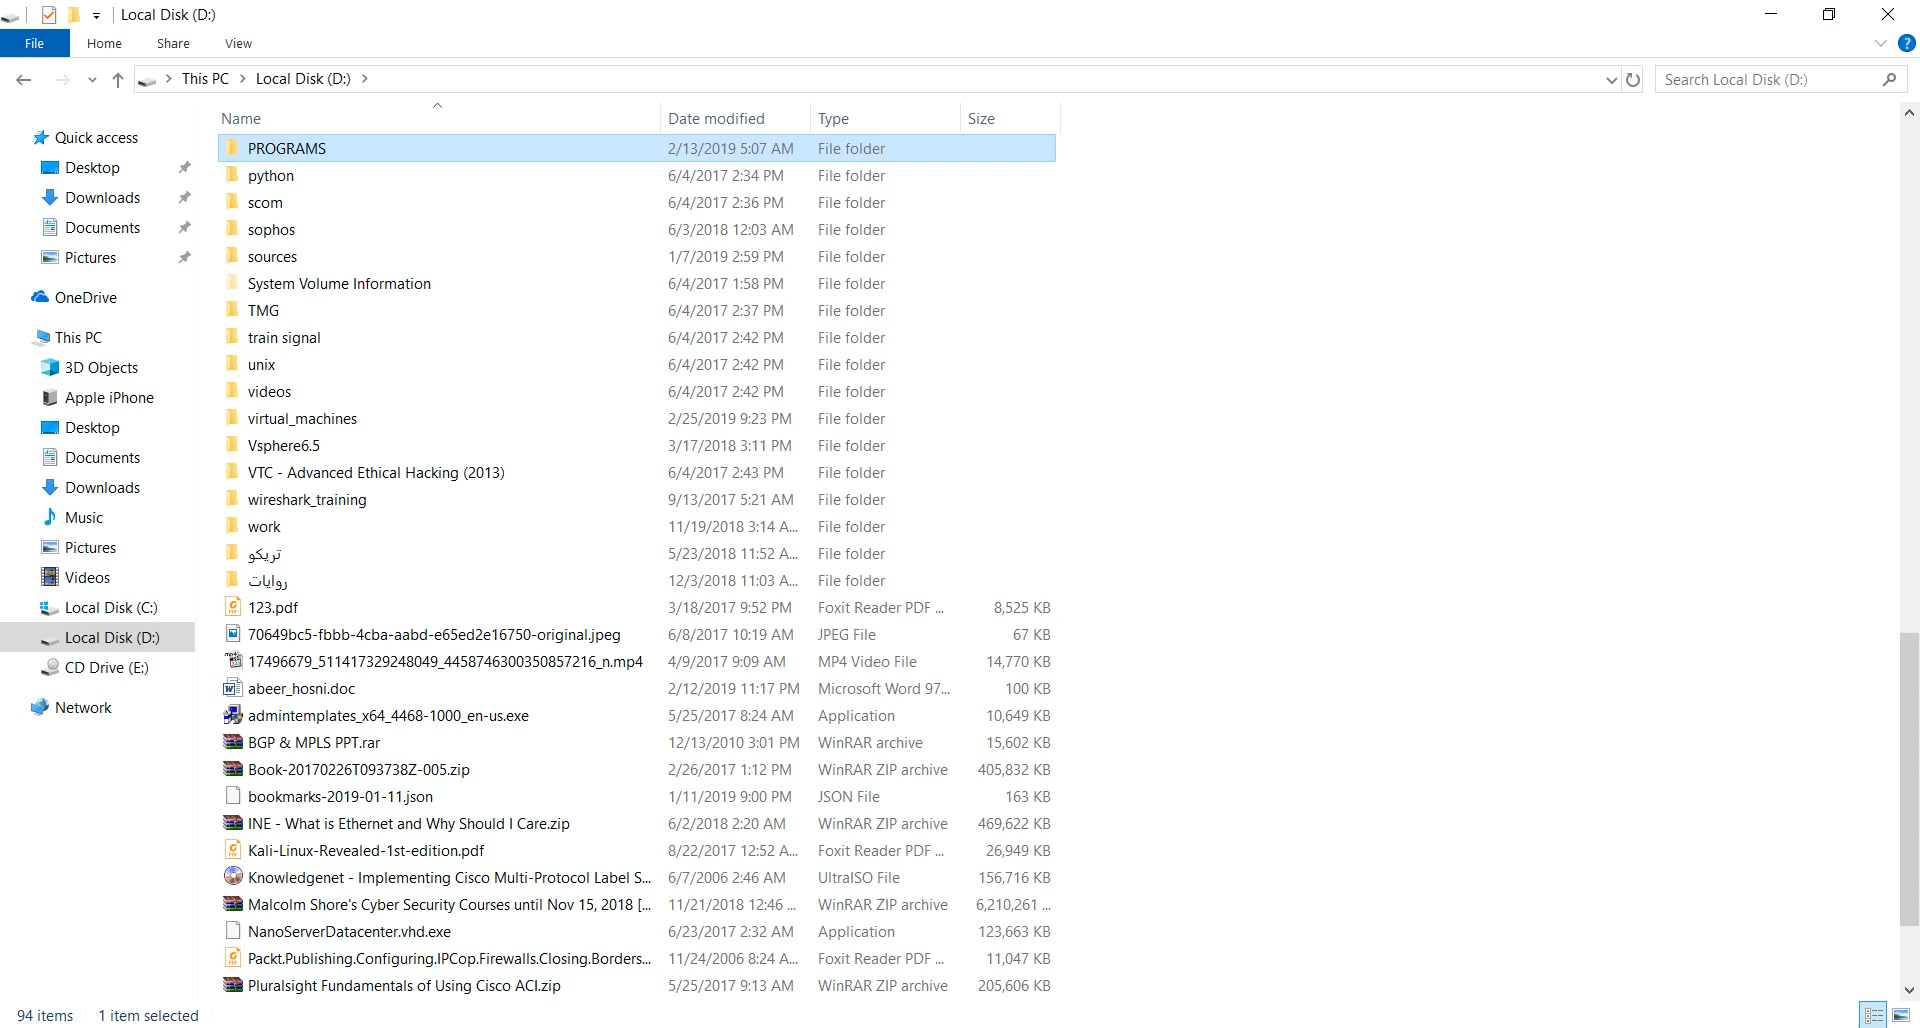 Local Disk (D:)
File Home Share View
This PC Local Disk (D:) Search Local Disk (D:)
Name Date modified Type Size
Quick access
Desktop
Downloads
Documents
Pictures
OneDrive
This PC
3D Objects
Apple iPhone
Desktop
Documents
Downloads
Music
Pictures
Videos
Local Disk (C:)
Local Disk (D:)
CD Drive (E:)
Network
PROGRAMS 2/13/2019 5:07 AM File folder
python 6/4/2017 2:34 PM File folder
scom 6/4/2017 2:36 PM File folder
sophos 6/3/2018 12:03 AM File folder
sources 1/7/2019 2:59 PM File folder
System Volume Information 6/4/2017 1:58 PM File folder
TMG 6/4/2017 2:37 PM File folder
train signal 6/4/2017 2:42 PM File folder
unix 6/4/2017 2:42 PM File folder
videos 6/4/2017 2:42 PM File folder
virtual_machines 2/25/2019 9:23 PM File folder
Vsphere6.5 3/17/2018 3:11 PM File folder
VTC - Advanced Ethical Hacking (2013) 6/4/2017 2:43 PM File folder
wireshark_training 9/13/2017 5:21 AM File folder
work 11/19/2018 3:14 A... File folder
تريكو 5/23/2018 11:52 A... File folder
روايات 12/3/2018 11:03 A... File folder
123.pdf 3/18/2017 9:52 PM Foxit Reader PDF ... 8,525 KB
70649bc5-fbbb-4cba-aabd-e65ed2e16750-original.jpeg 6/8/2017 10:19 AM JPEG File 67 KB
17496679_511417329248049_4458746300350857216_n.mp4 4/9/2017 9:09 AM MP4 Video File 14,770 KB
abeer_hosni.doc 2/12/2019 11:17 PM Microsoft Word 97... 100 KB
admintemplates_x64_4468-1000_en-us.exe 5/25/2017 8:24 AM Application 10,649 KB
BGP & MPLS PPT.rar 12/13/2010 3:01 PM WinRAR archive 15,602 KB
Book-20170226T093738Z-005.zip 2/26/2017 1:12 PM WinRAR ZIP archive 405,832 KB
bookmarks-2019-01-11.json 1/11/2019 9:00 PM JSON File 163 KB
INE - What is Ethernet and Why Should I Care.zip 6/2/2018 2:20 AM WinRAR ZIP archive 469,622 KB
Kali-Linux-Revealed-1st-edition.pdf 8/22/2017 12:52 A... Foxit Reader PDF ... 26,949 KB
Knowledgenet - Implementing Cisco Multi-Protocol Label S... 6/7/2006 2:46 AM UltraISO File 156,716 KB
Malcolm Shore's Cyber Security Courses until Nov 15, 2018 [... 11/21/2018 12:46 ... WinRAR ZIP archive 6,210,261 ...
NanoServerDatacenter.vhd.exe 6/23/2017 2:32 AM Application 123,663 KB
Packt.Publishing.Configuring.IPCop.Firewalls.Closing.Borders... 11/24/2006 8:24 A... Foxit Reader PDF ... 11,047 KB
Pluralsight Fundamentals of Using Cisco ACI.zip 5/25/2017 9:13 AM WinRAR ZIP archive 205,606 KB
94 items 1 item selected